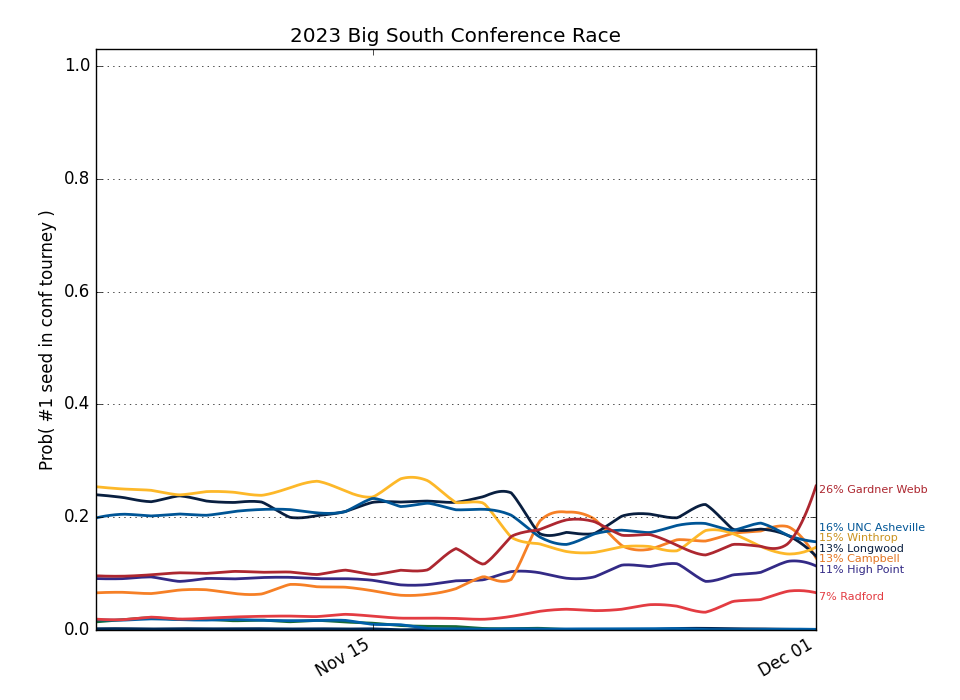 2023 Big South Conference Race
Prob( #1 seed in conf tourney )
1.0
0.8
0.6
0.4
0.2
0.0
Nov 15
Dec 01
26% Gardner Webb
16% UNC Asheville
15% Winthrop
13% Longwood
13% Campbell
11% High Point
7% Radford